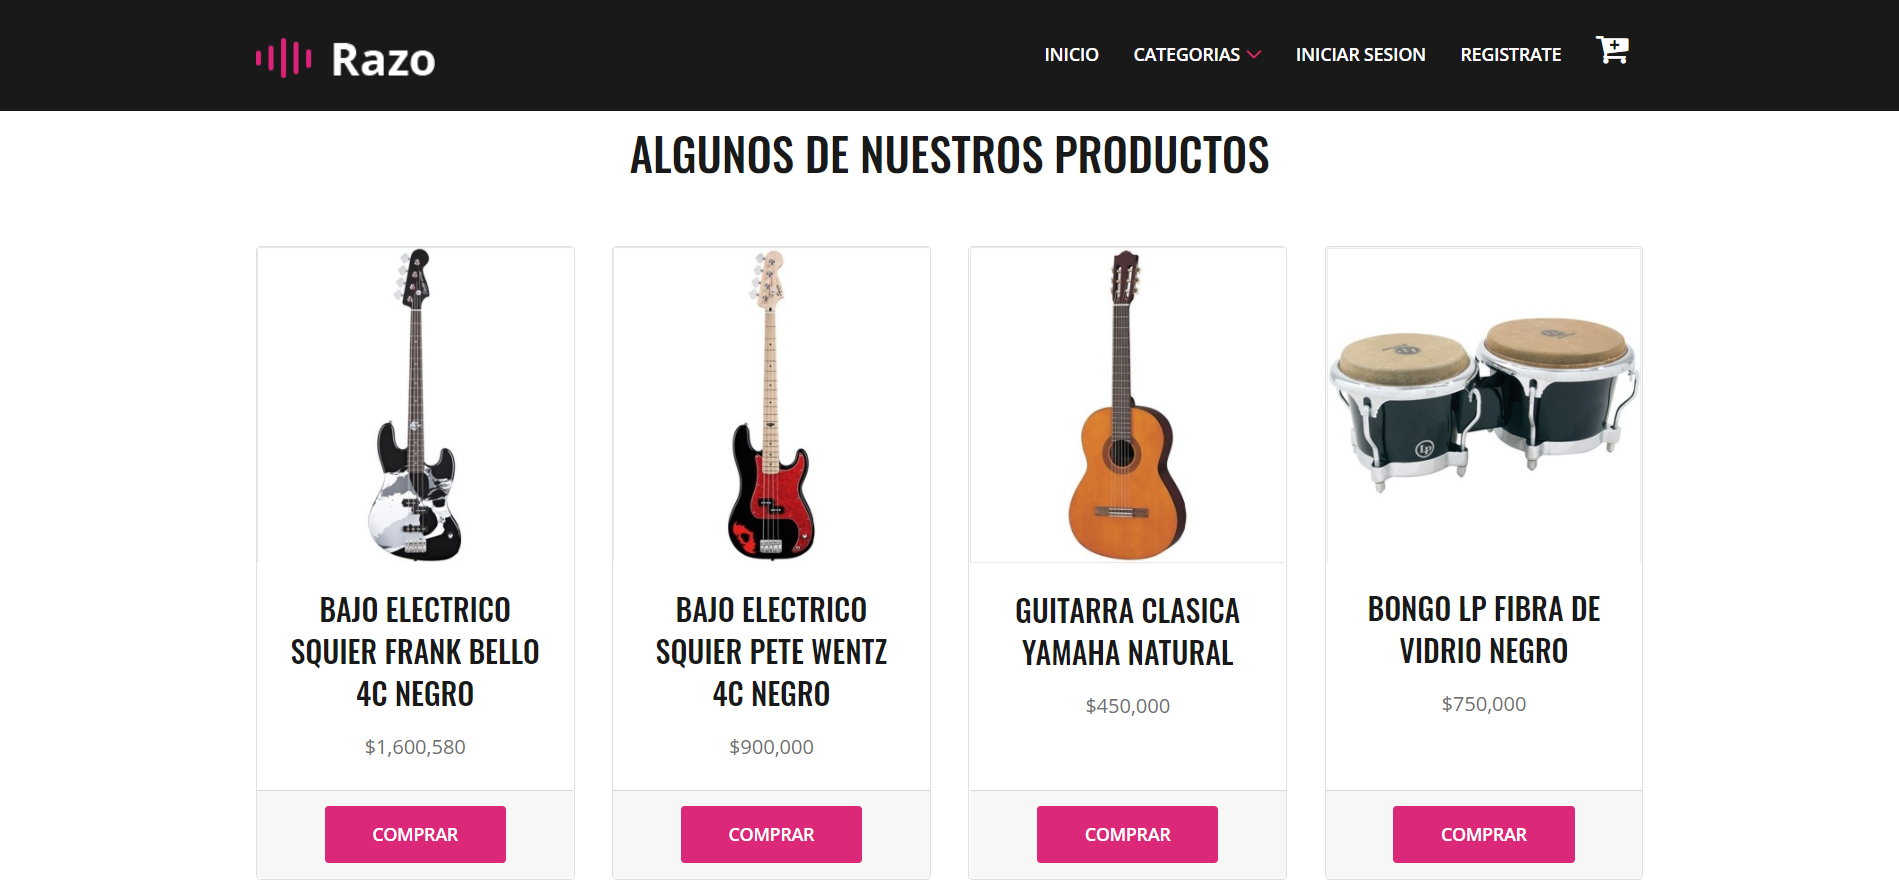 Razo
INICIO CATEGORIAS INICIAR SESION REGISTRATE
ALGUNOS DE NUESTROS PRODUCTOS
BAJO ELECTRICO
SQUIER FRANK BELLO
4C NEGRO
$1,600,580
COMPRAR
BAJO ELECTRICO
SQUIER PETE WENTZ
4C NEGRO
$900,000
COMPRAR
GUITARRA CLASICA
YAMAHA NATURAL
$450,000
COMPRAR
LP
BONGO LP FIBRA DE
VIDRIO NEGRO
$750,000
COMPRAR